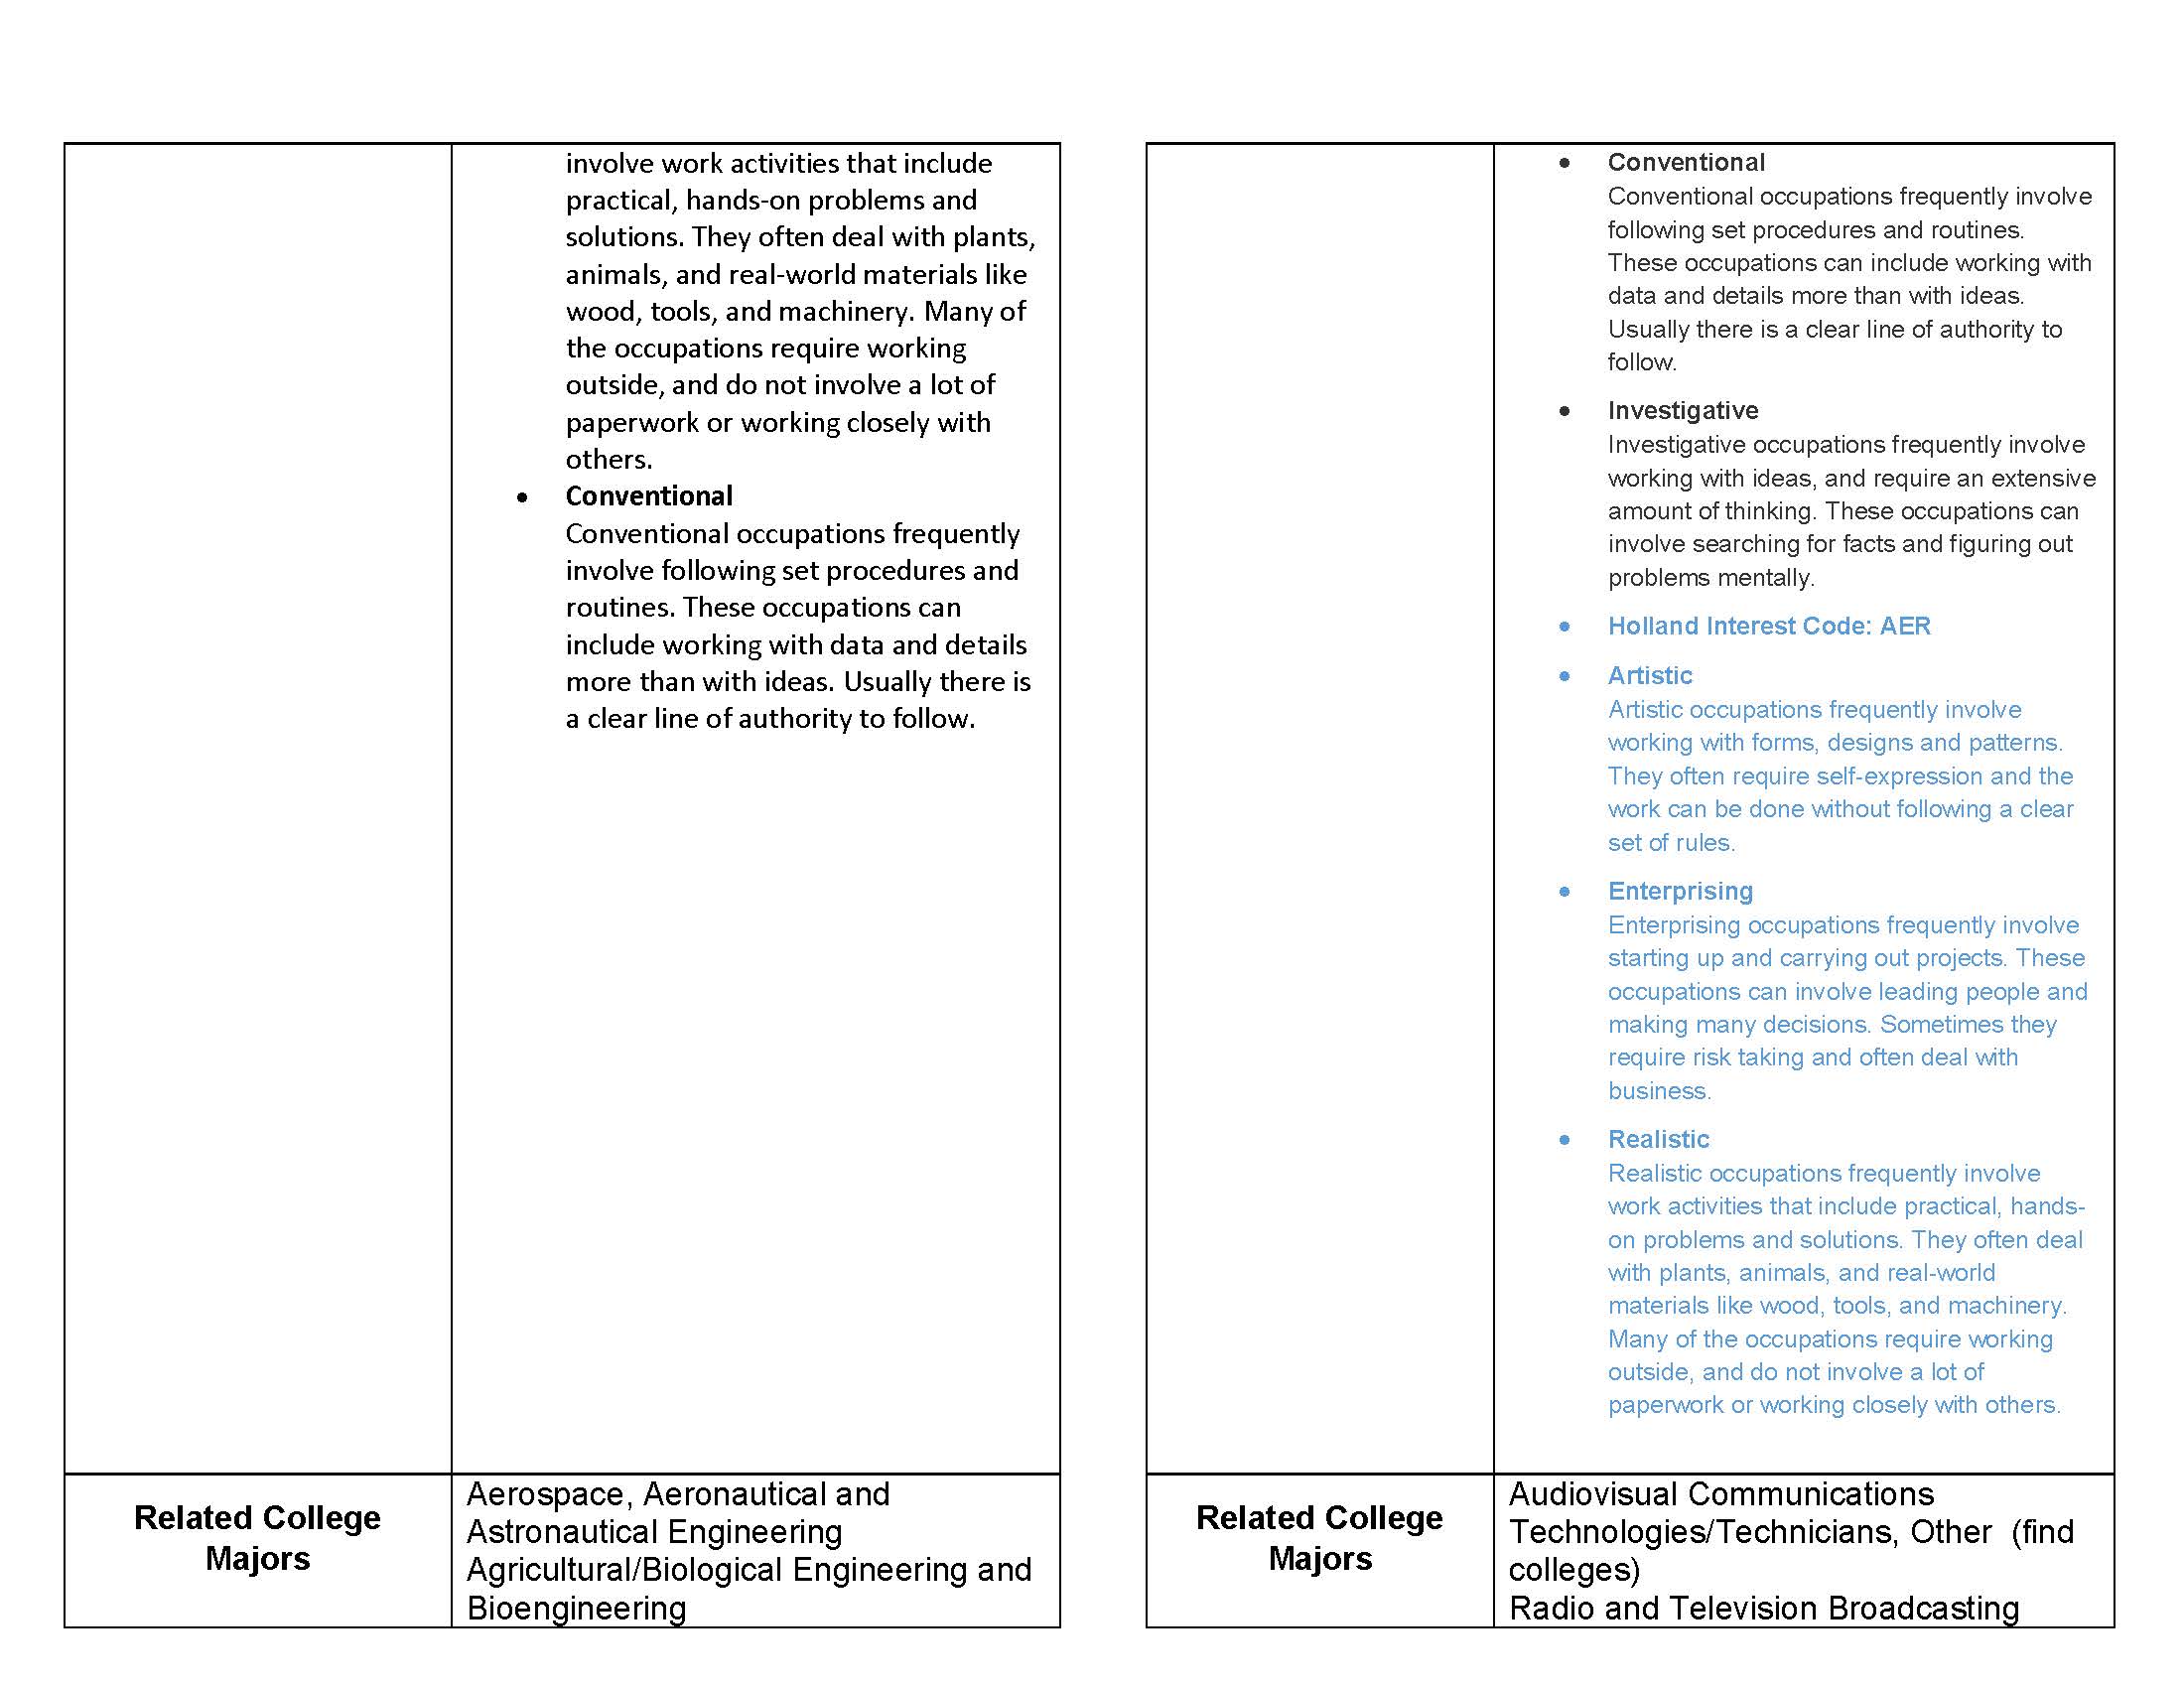 involve work activities that include
practical, hands-on problems and
solutions. They often deal with plants,
animals, and real-world materials like
wood, tools, and machinery. Many of
the occupations require working
outside, and do not involve a lot of
paperwork or working closely with
others.
• Conventional
Conventional occupations frequently
involve following set procedures and
routines. These occupations can
include working with data and details
more than with ideas. Usually there is
a clear line of authority to follow.
Related College
Majors
Aerospace, Aeronautical and
Astronautical Engineering
Agricultural/Biological Engineering and
Bioengineering
• Conventional
Conventional occupations frequently involve
following set procedures and routines.
These occupations can include working with
data and details more than with ideas.
Usually there is a clear line of authority to
follow.
• Investigative
Investigative occupations frequently involve
working with ideas, and require an extensive
amount of thinking. These occupations can
involve searching for facts and figuring out
problems mentally.
• Holland Interest Code: AER
• Artistic
Artistic occupations frequently involve
working with forms, designs and patterns.
They often require self-expression and the
work can be done without following a clear
set of rules.
• Enterprising
Enterprising occupations frequently involve
starting up and carrying out projects. These
occupations can involve leading people and
making many decisions. Sometimes they
require risk taking and often deal with
business.
• Realistic
Realistic occupations frequently involve
work activities that include practical, hands-
on problems and solutions. They often deal
with plants, animals, and real-world
materials like wood, tools, and machinery.
Many of the occupations require working
outside, and do not involve a lot of
paperwork or working closely with others.
Related College
Majors
Audiovisual Communications
Technologies/Technicians, Other  (find
colleges)
Radio and Television Broadcasting